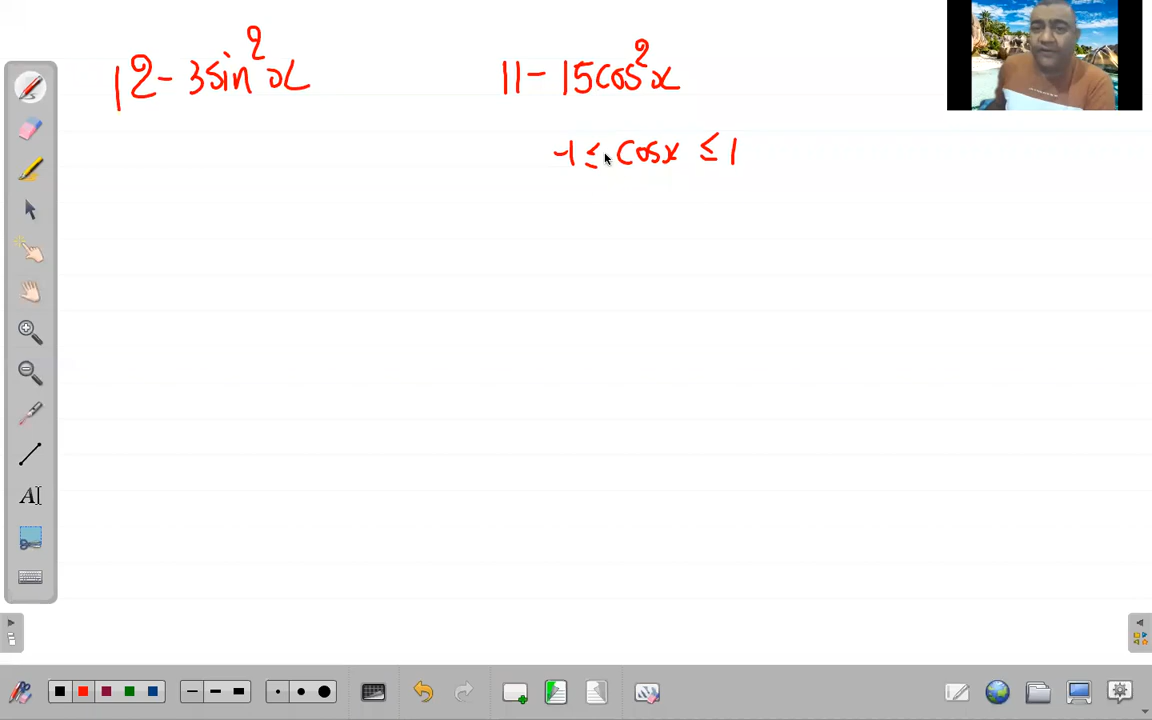 12 - 3sin²x
11 - 15cos²x
-1 ≤ cosx ≤ 1
A